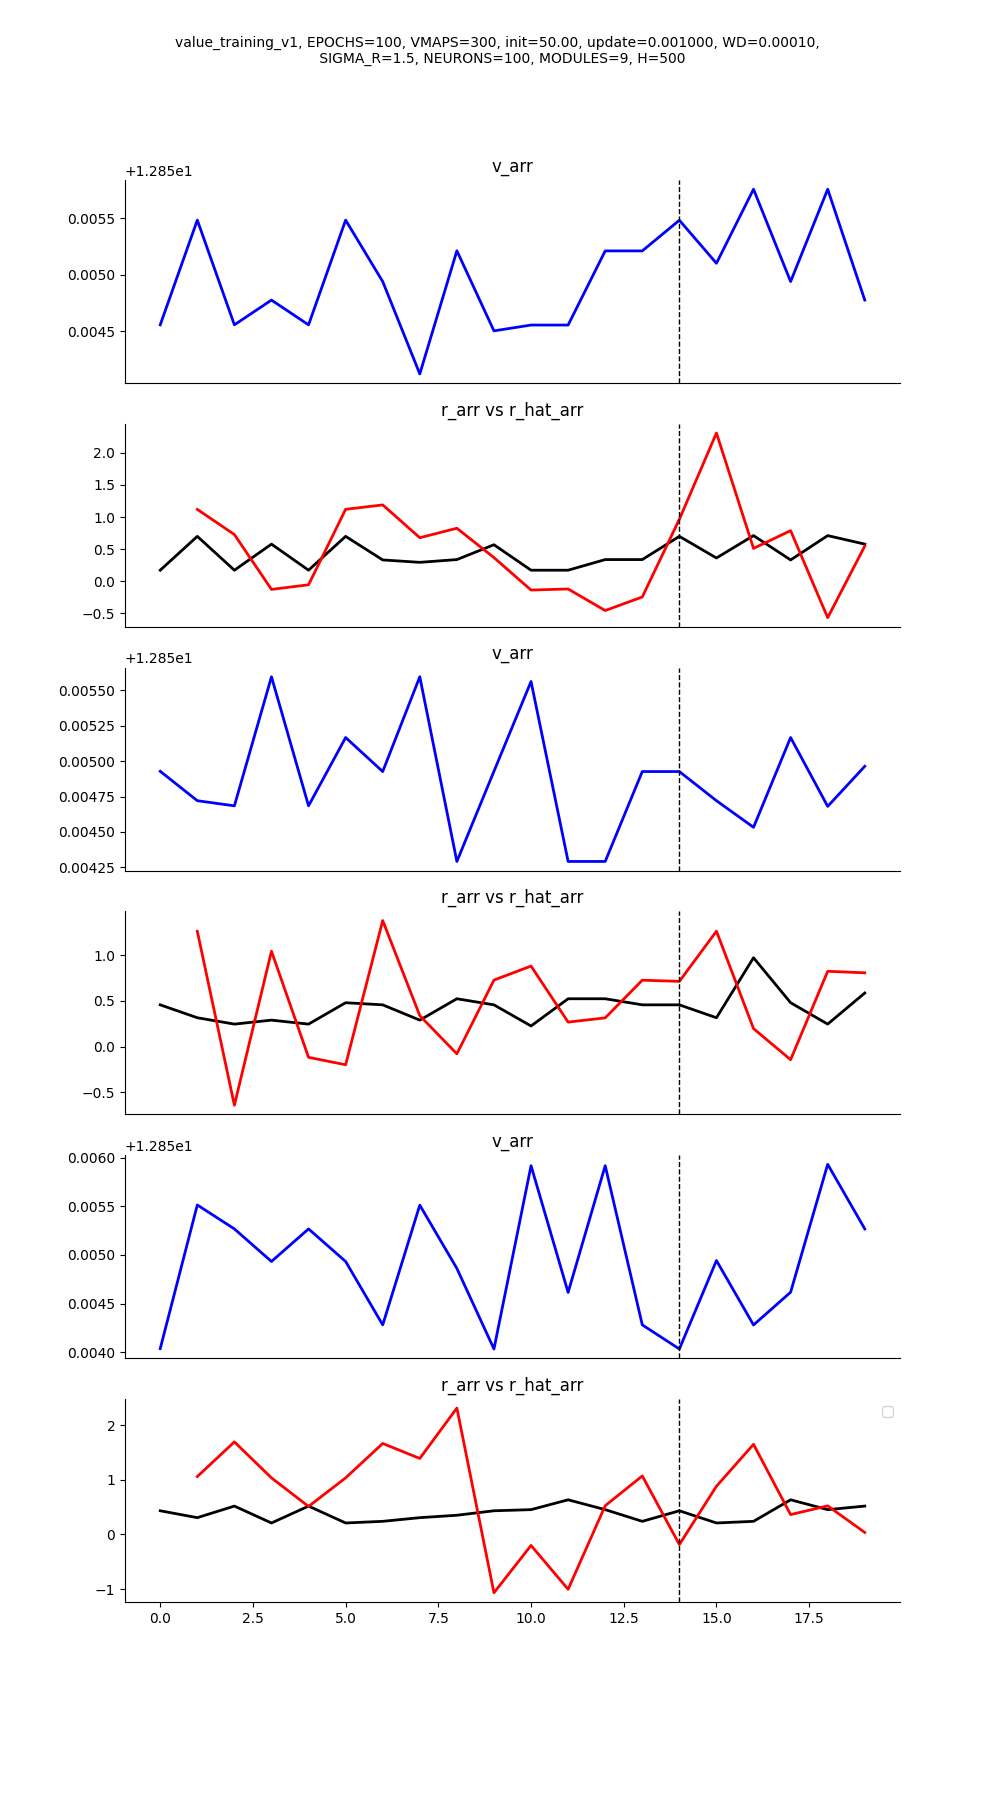 value_training_v1, EPOCHS=100, VMAPS=300, init=50.00, update=0.001000, WD=0.00010,
SIGMA_R=1.5, NEURONS=100, MODULES=9, H=500
+1.285e1
v_arr
0.0055
0.0050
0.0045
r_arr vs r_hat_arr
2.0
1.5
1.0
0.5
0.0
−0.5
+1.285e1
v_arr
0.00550
0.00525
0.00500
0.00475
0.00450
0.00425
r_arr vs r_hat_arr
1.0
0.5
0.0
−0.5
+1.285e1
v_arr
0.0060
0.0055
0.0050
0.0045
0.0040
r_arr vs r_hat_arr
2
1
0
−1
0.0 2.5 5.0 7.5 10.0 12.5 15.0 17.5